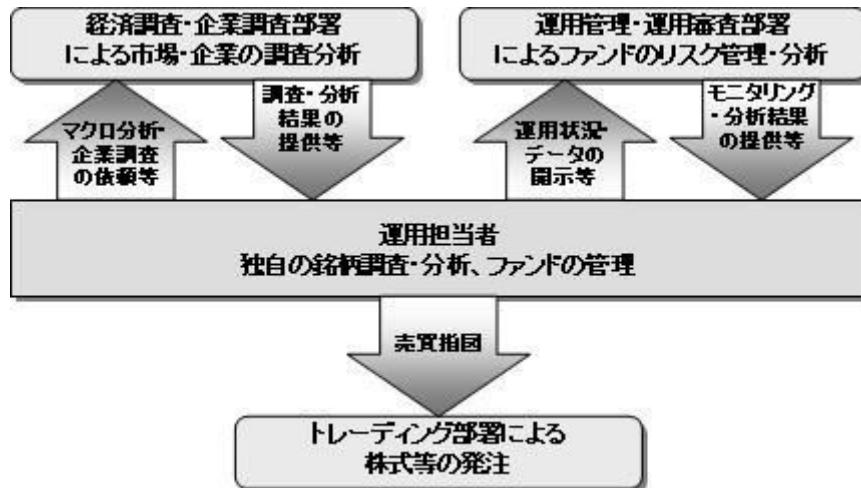 経済調査・企業調査部署
による市場・企業の調査分析
運用管理・運用審査部署
によるファンドのリスク管理・分析
マクロ分析・
企業調査
の依頼等
調査・分析
結果の
提供等
運用状況・
データの
開示等
モニタリング
・分析結果
の提供等
運用担当者
独自の銘柄調査・分析、ファンドの管理
売買指図
トレーディング部署による
株式等の発注